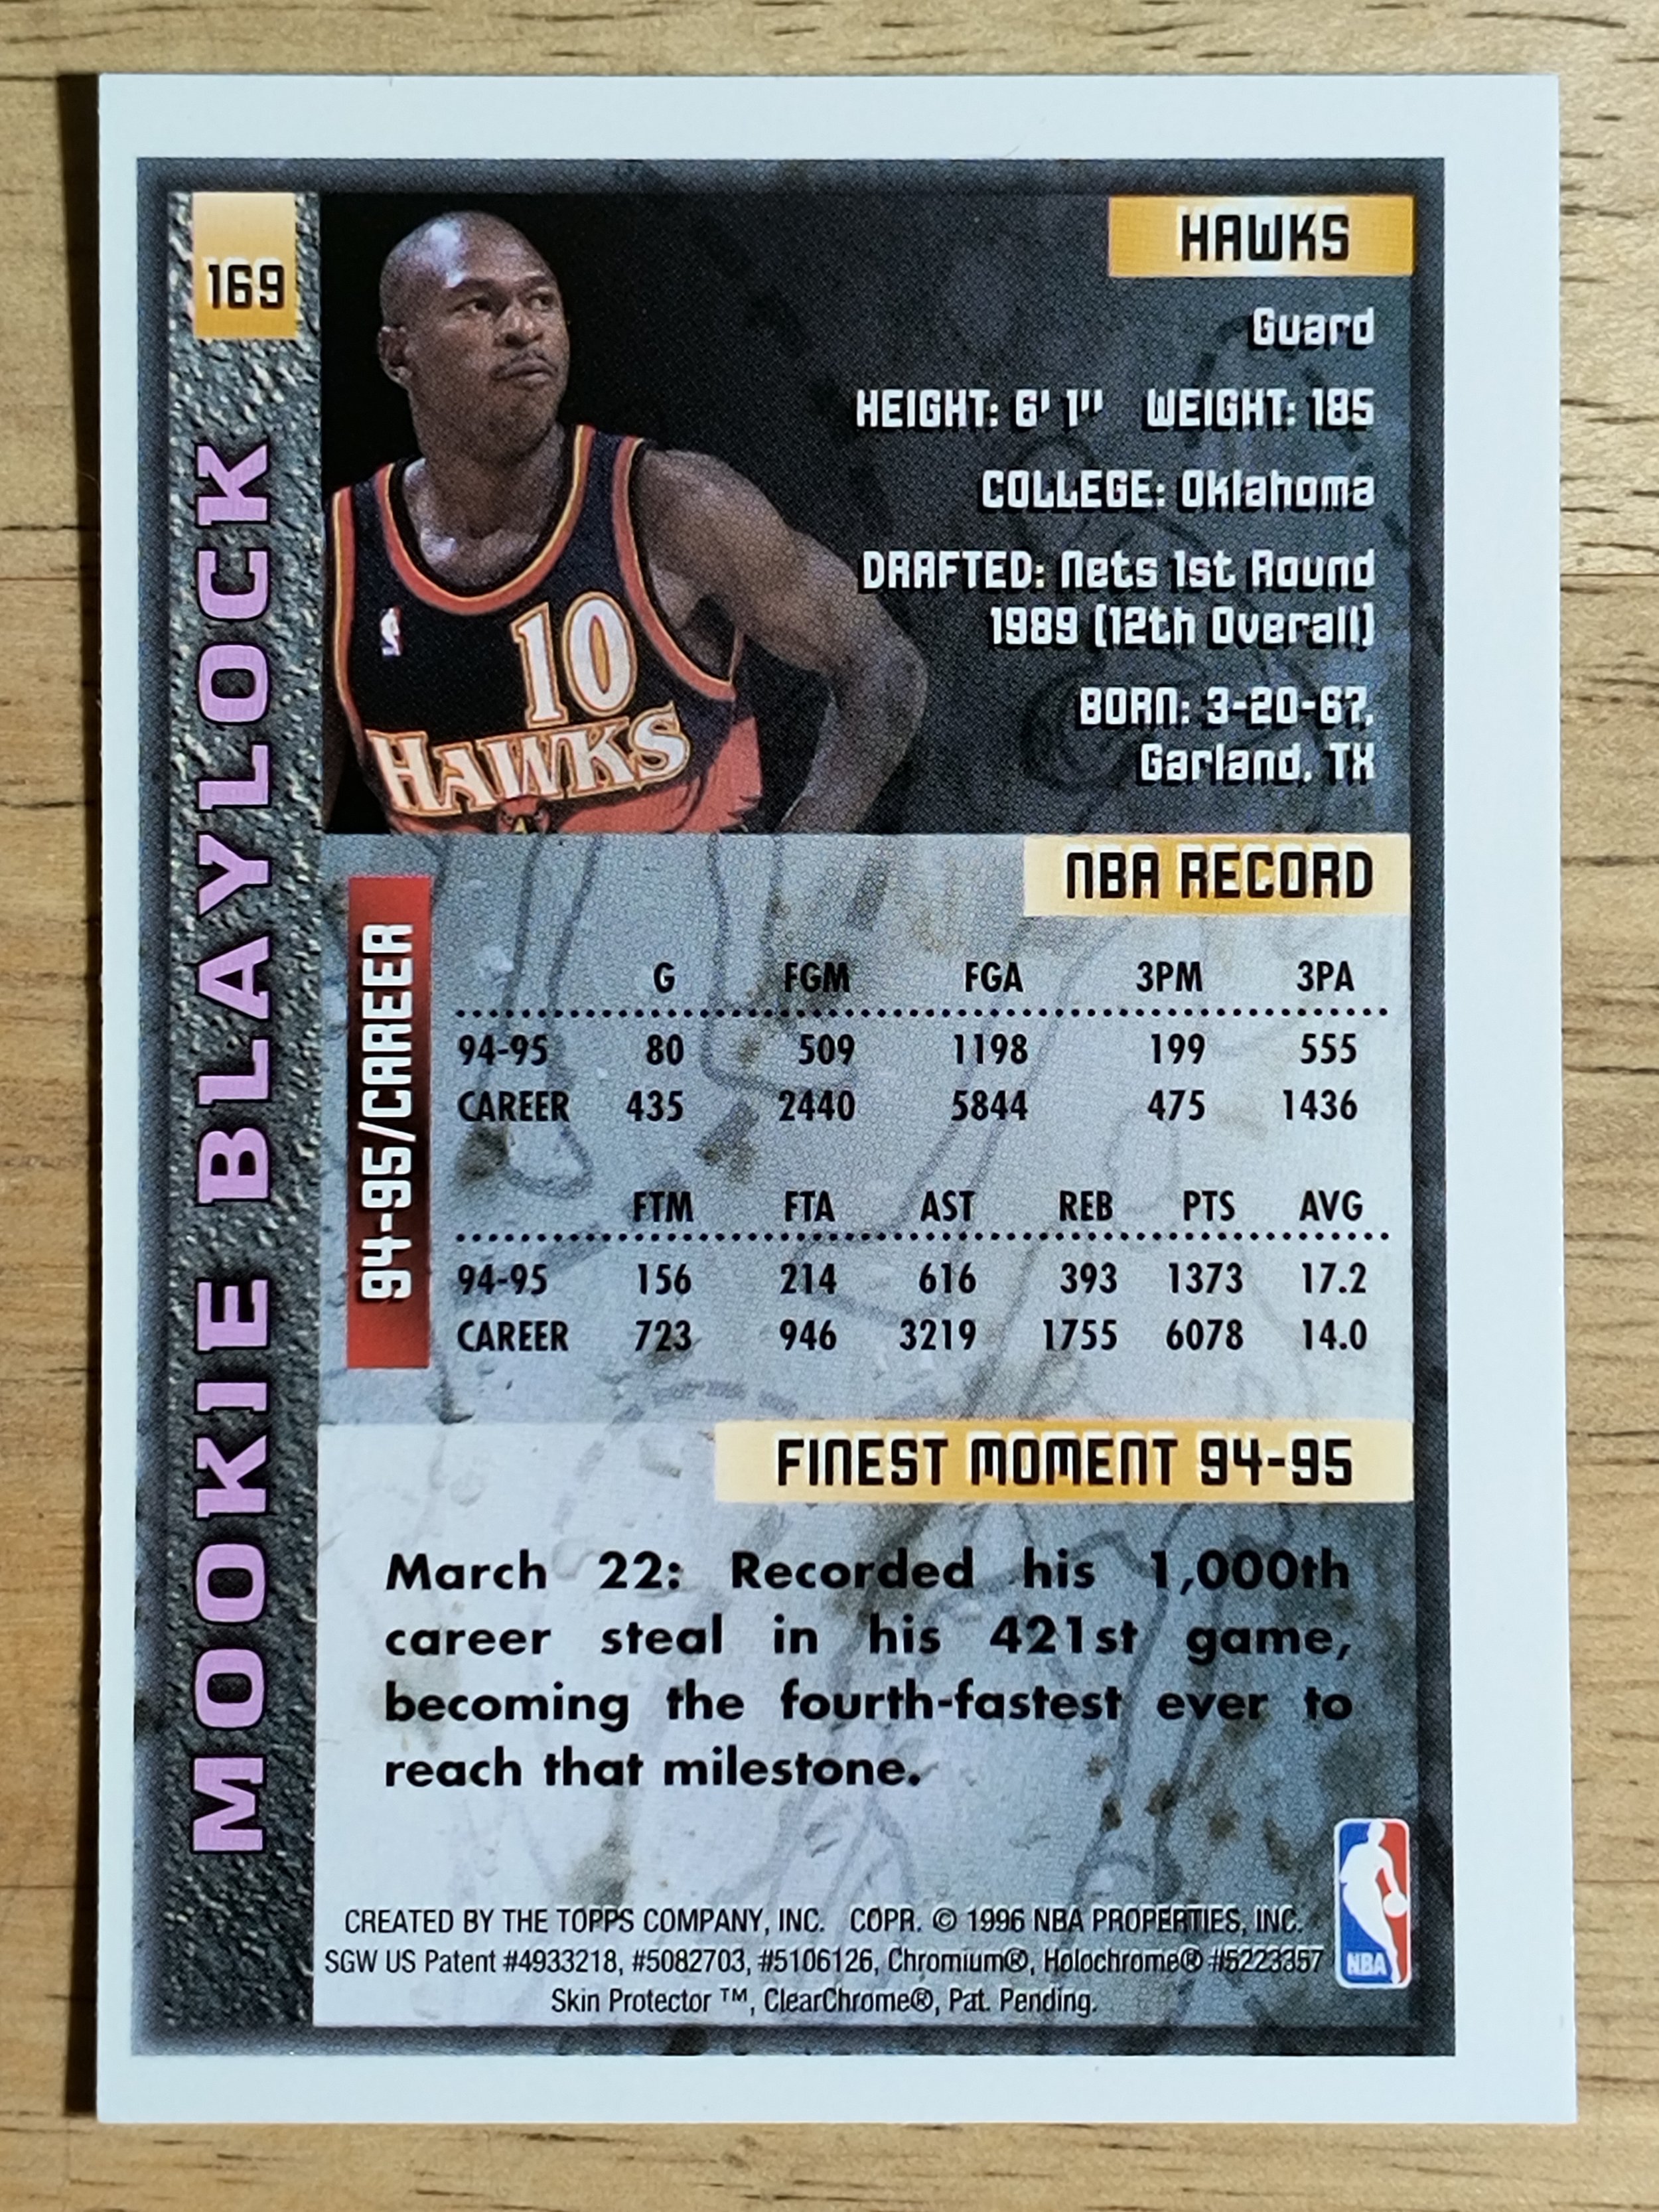 169
MOOKIE BLAYLOCK
10
HAWKS
HAWKS
Guard
HEIGHT: 6' 1" WEIGHT: 185
COLLEGE: Oklahoma
DRAFTED: Nets 1st Round
1989 (12th Overall)
BORN: 3-20-67,
Garland, TX
NBA RECORD
94-95/CAREER
G FGM FGA 3PM 3PA
94-95 80 509 1198 199 555
CAREER 435 2440 5844 475 1436
FTM FTA AST REB PTS AVG
94-95 156 214 616 393 1373 17.2
CAREER 723 946 3219 1755 6078 14.0
FINEST MOMENT 94-95
March 22: Recorded his 1,000th
career steal in his 421st game,
becoming the fourth-fastest ever to
reach that milestone.
CREATED BY THE TOPPS COMPANY, INC. COPR. © 1996 NBA PROPERTIES, INC.
SGW US Patent #4933218, #5082703, #5106126, Chromium®, Holochrome® #5223357
Skin Protector ™, ClearChrome®, Pat. Pending.
NBA